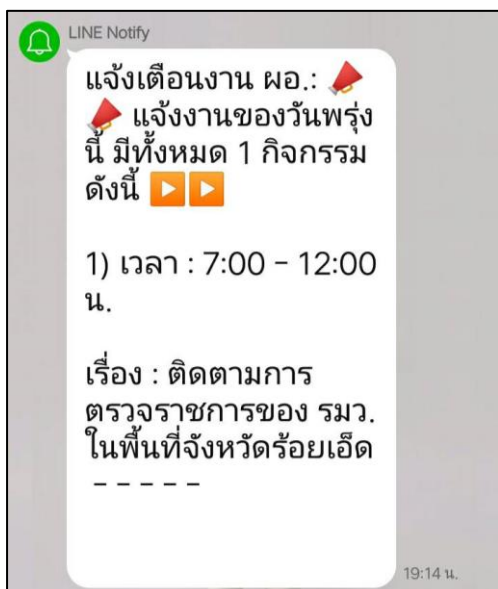 LINE Notify
แจ้งเตือนงาน ผอ.: 📣
📣 แจ้งงานของวันพรุ่ง
นี้ มีทั้งหมด 1 กิจกรรม
ดังนี้ ▶️▶️
1) เวลา : 7:00 - 12:00
น.
เรื่อง : ติดตามการ
ตรวจราชการของ รมว.
ในพื้นที่จังหวัดร้อยเอ็ด
- - - - -
19:14 น.